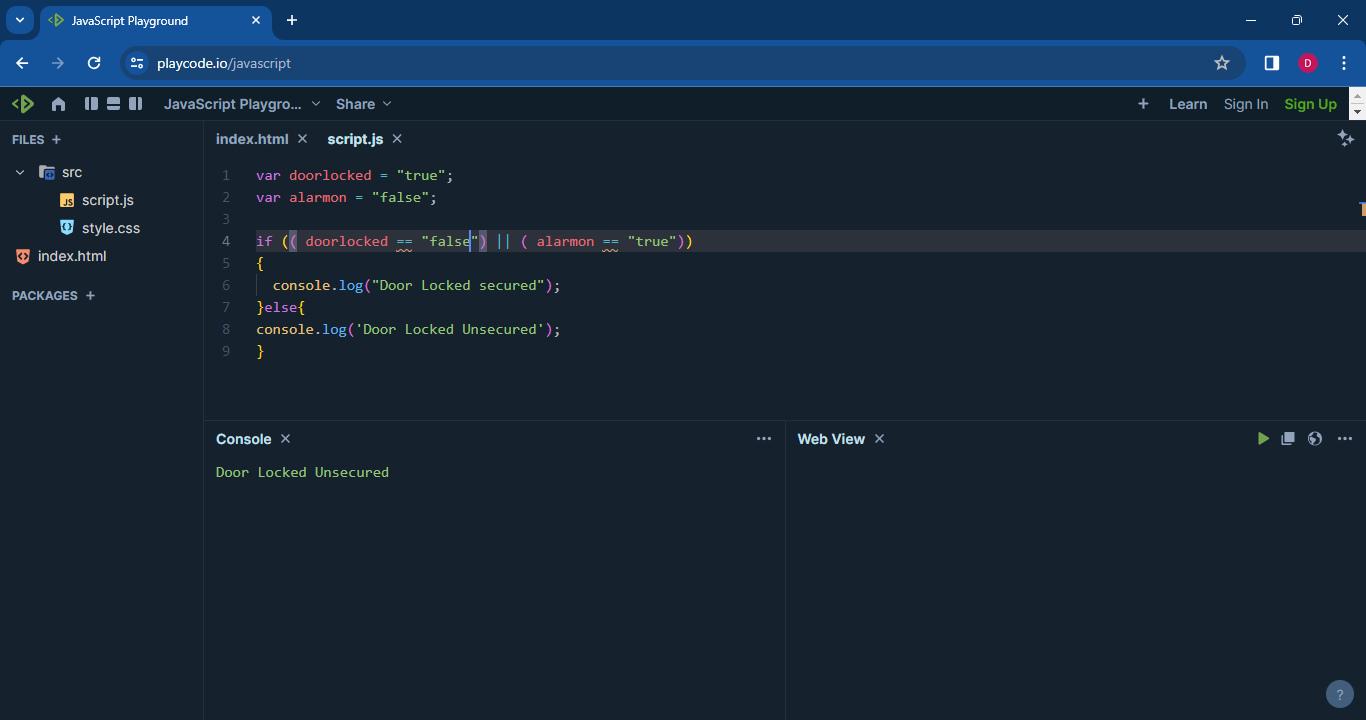 JavaScript Playground
playcode.io/javascript
D
JavaScript Playgro... Share
Learn Sign In Sign Up
FILES +
src
JS script.js
style.css
index.html
PACKAGES +
index.html script.js
1 var doorlocked = "true";
2 var alarmon = "false";
3
4 if (( doorlocked == "false") || ( alarmon == "true"))
5 {
6 console.log("Door Locked secured");
7 }else{
8 console.log('Door Locked Unsecured');
9 }
Console
Door Locked Unsecured
Web View
?